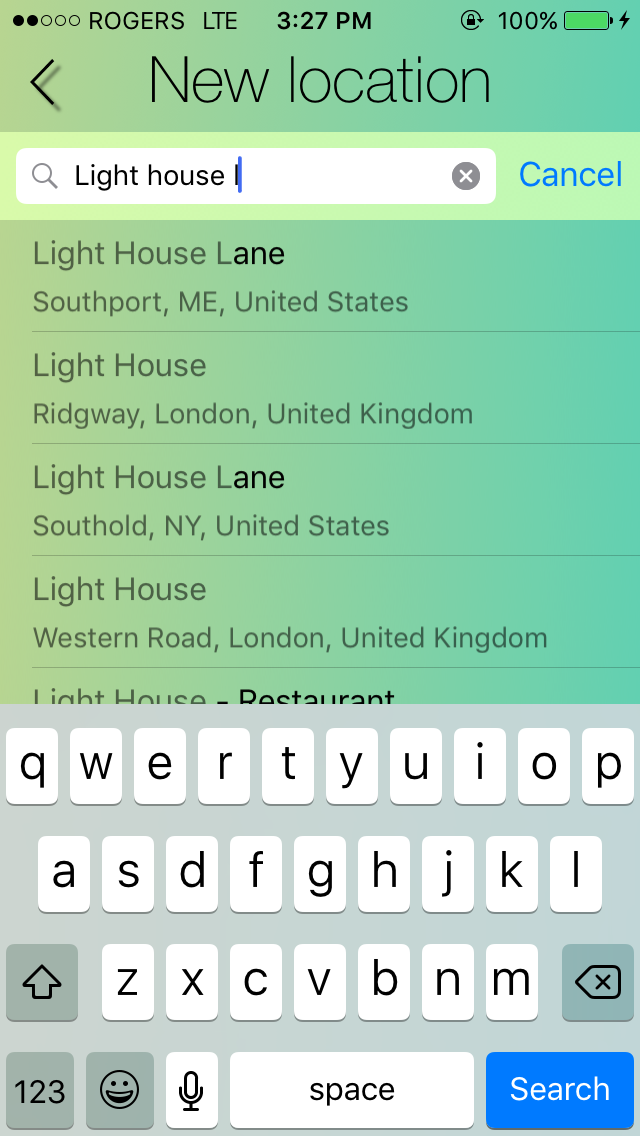 ROGERS LTE 3:27 PM 100%
New location
Light house l
Cancel
Light House Lane
Southport, ME, United States
Light House
Ridgway, London, United Kingdom
Light House Lane
Southold, NY, United States
Light House
Western Road, London, United Kingdom
Light House - Restaurant
q w e r t y u i o p
a s d f g h j k l
z x c v b n m
123 space Search